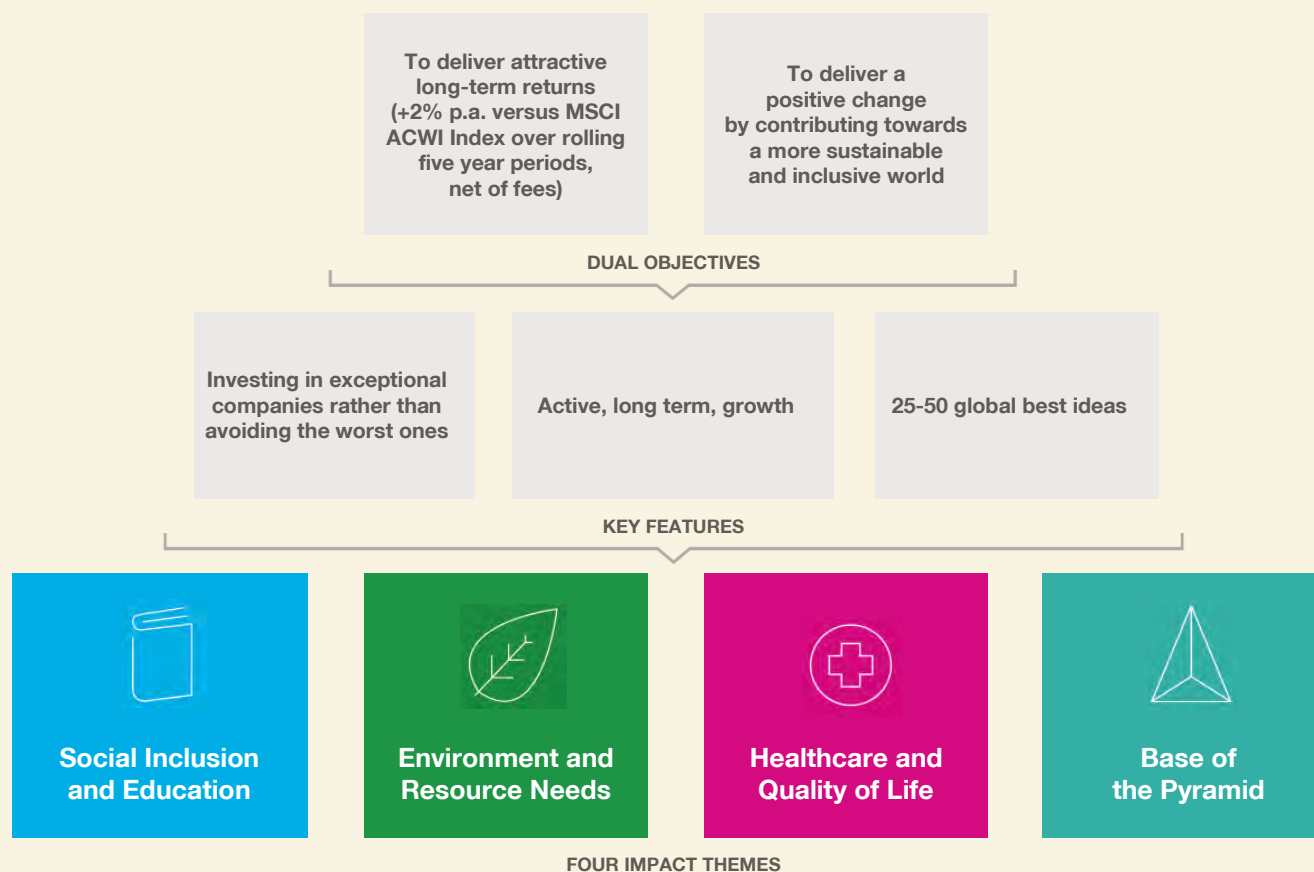 To deliver attractive
long-term returns
(+2% p.a. versus MSCI
ACWI Index over rolling
five year periods,
net of fees)
To deliver a
positive change
by contributing towards
a more sustainable
and inclusive world
DUAL OBJECTIVES
Investing in exceptional
companies rather than
avoiding the worst ones
Active, long term, growth
25-50 global best ideas
KEY FEATURES
Social Inclusion
and Education
Environment and
Resource Needs
Healthcare and
Quality of Life
Base of
the Pyramid
FOUR IMPACT THEMES